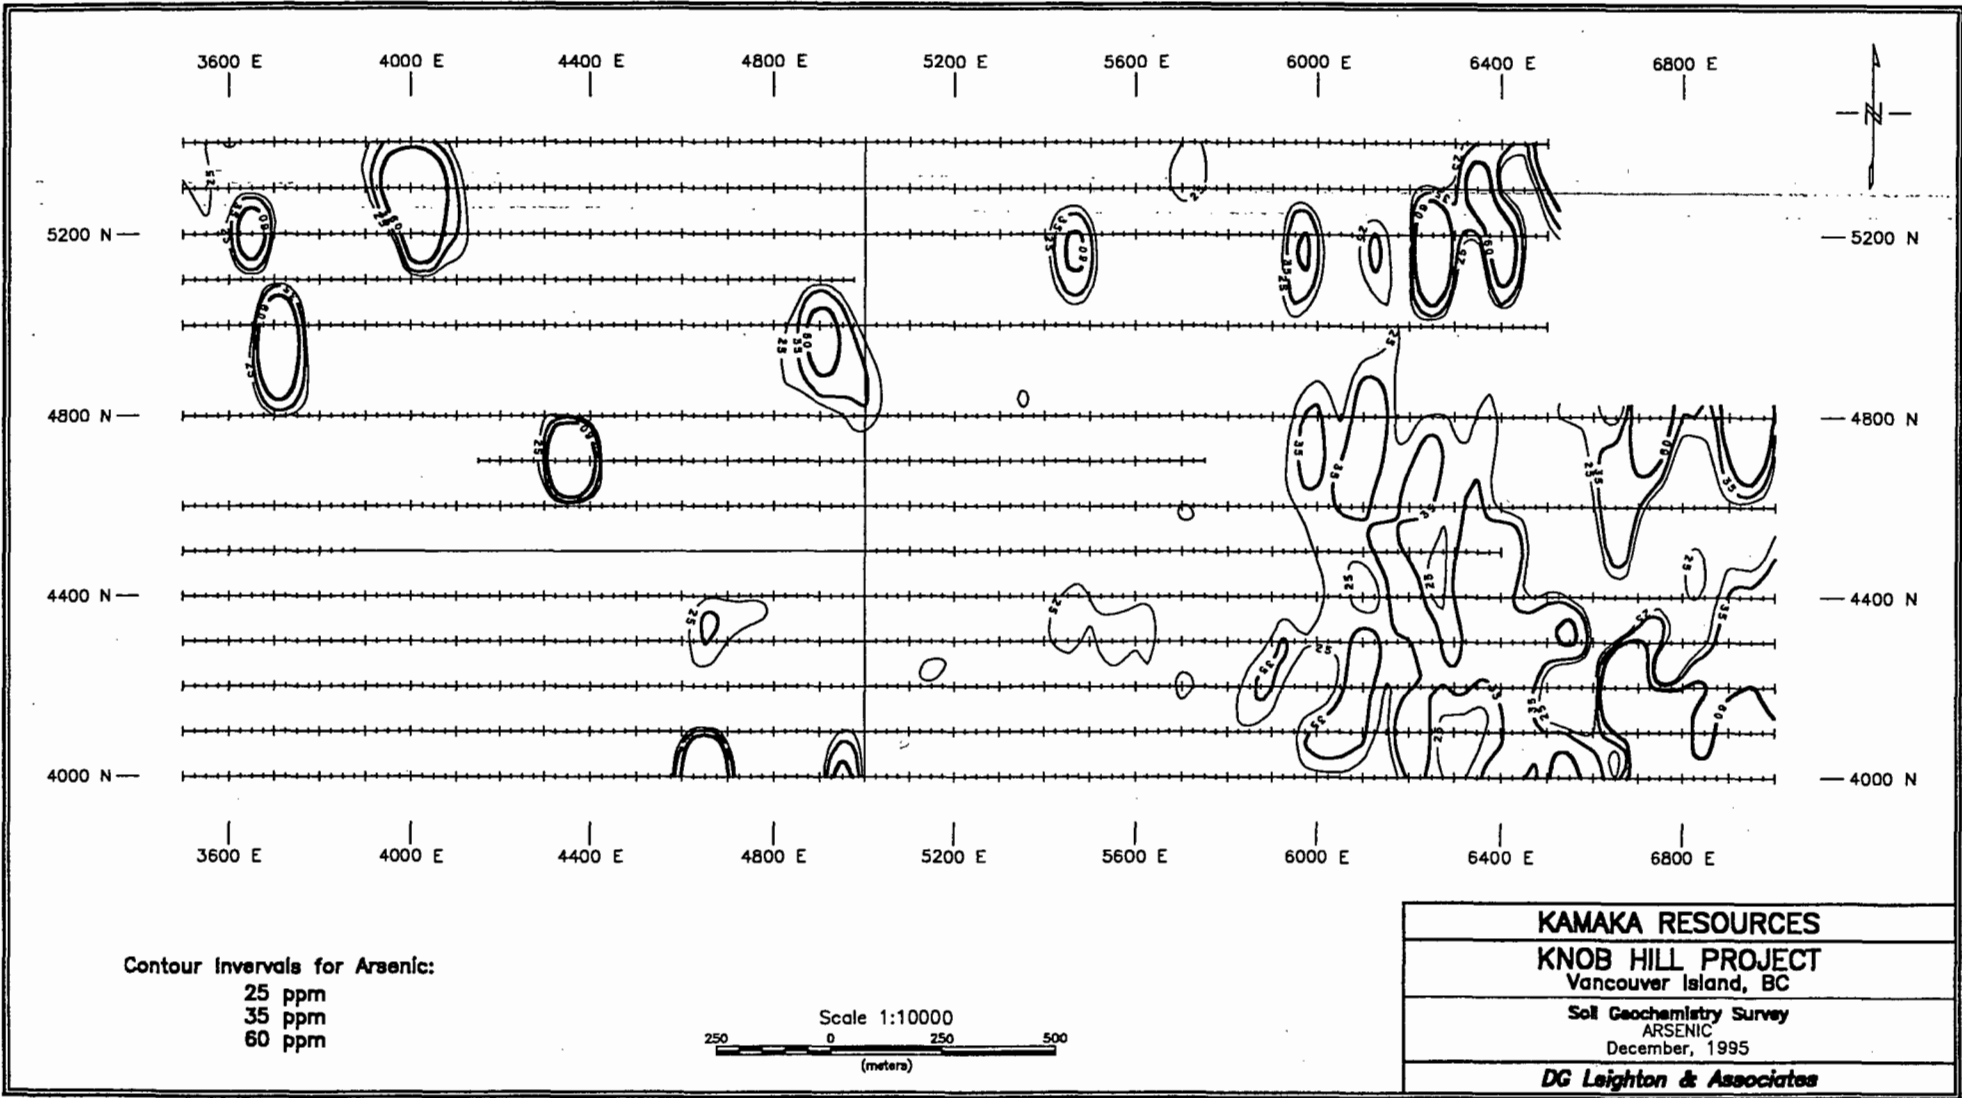 3600 E 4000 E 4400 E 4800 E 5200 E 5600 E 6000 E 6400 E 6800 E
N
5200 N 5200 N
4800 N 4800 N
4400 N 4400 N
4000 N 4000 N
3600 E 4000 E 4400 E 4800 E 5200 E 5600 E 6000 E 6400 E 6800 E
Contour Invervals for Arsenic:
25 ppm
35 ppm
60 ppm
Scale 1:10000
250 0 250 500
(meters)
KAMAKA RESOURCES
KNOB HILL PROJECT
Vancouver Island, BC
Soil Geochemistry Survey
ARSENIC
December, 1995
DG Leighton & Associates